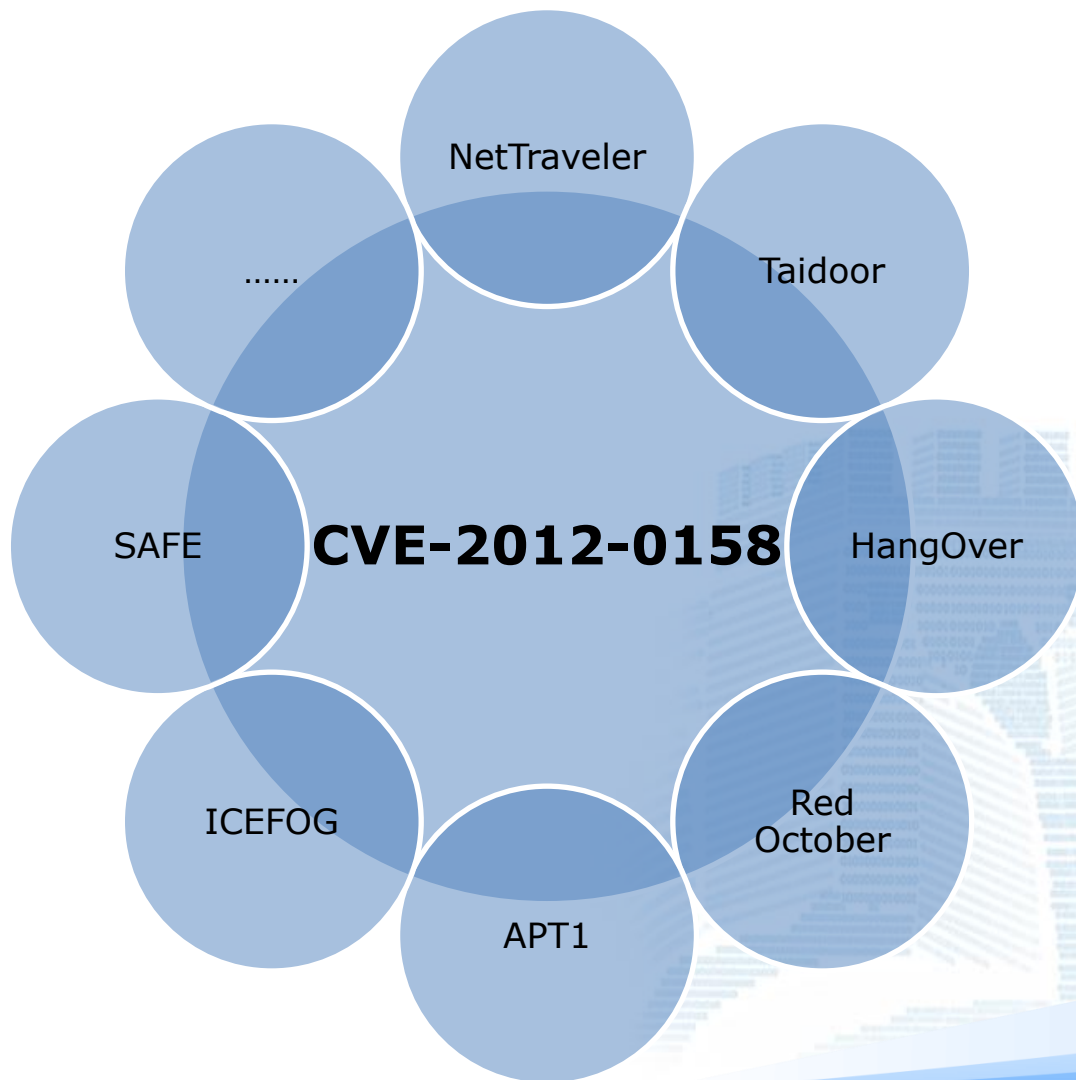 NetTraveler
……
Taidoor
SAFE
CVE-2012-0158
HangOver
ICEFOG
Red
October
APT1